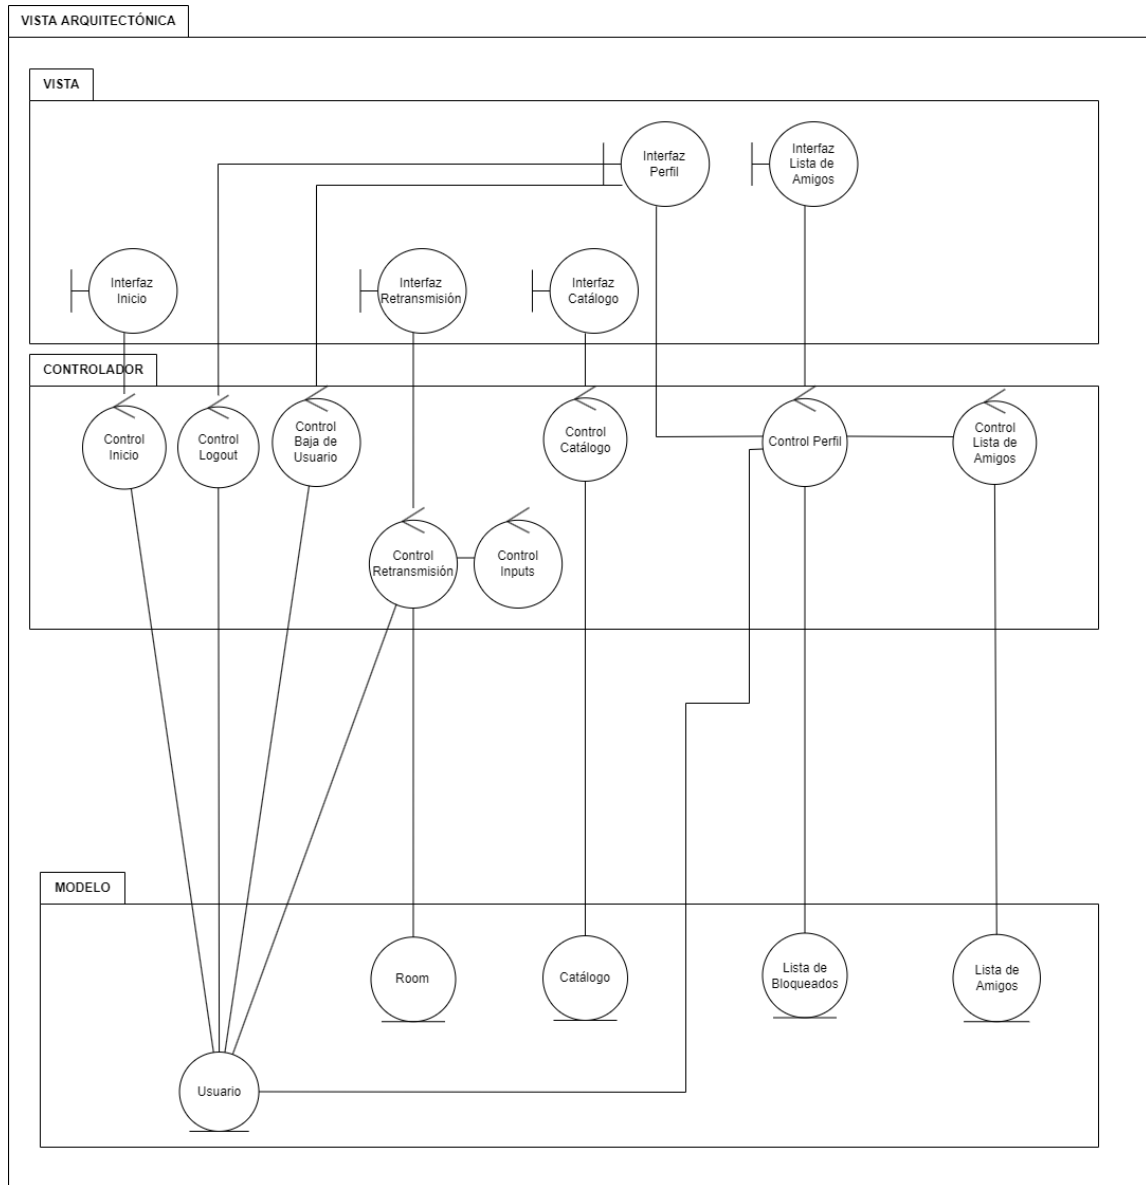 VISTA ARQUITECTÓNICA
VISTA
Interfaz
Perfil
Interfaz
Lista de
Amigos
Interfaz
Inicio
Interfaz
Retransmisión
Interfaz
Catálogo
CONTROLADOR
Control
Inicio
Control
Logout
Control
Baja de
Usuario
Control
Catálogo
Control Perfil
Control
Lista de
Amigos
Control
Retransmisión
Control
Inputs
MODELO
Room
Catálogo
Lista de
Bloqueados
Lista de
Amigos
Usuario